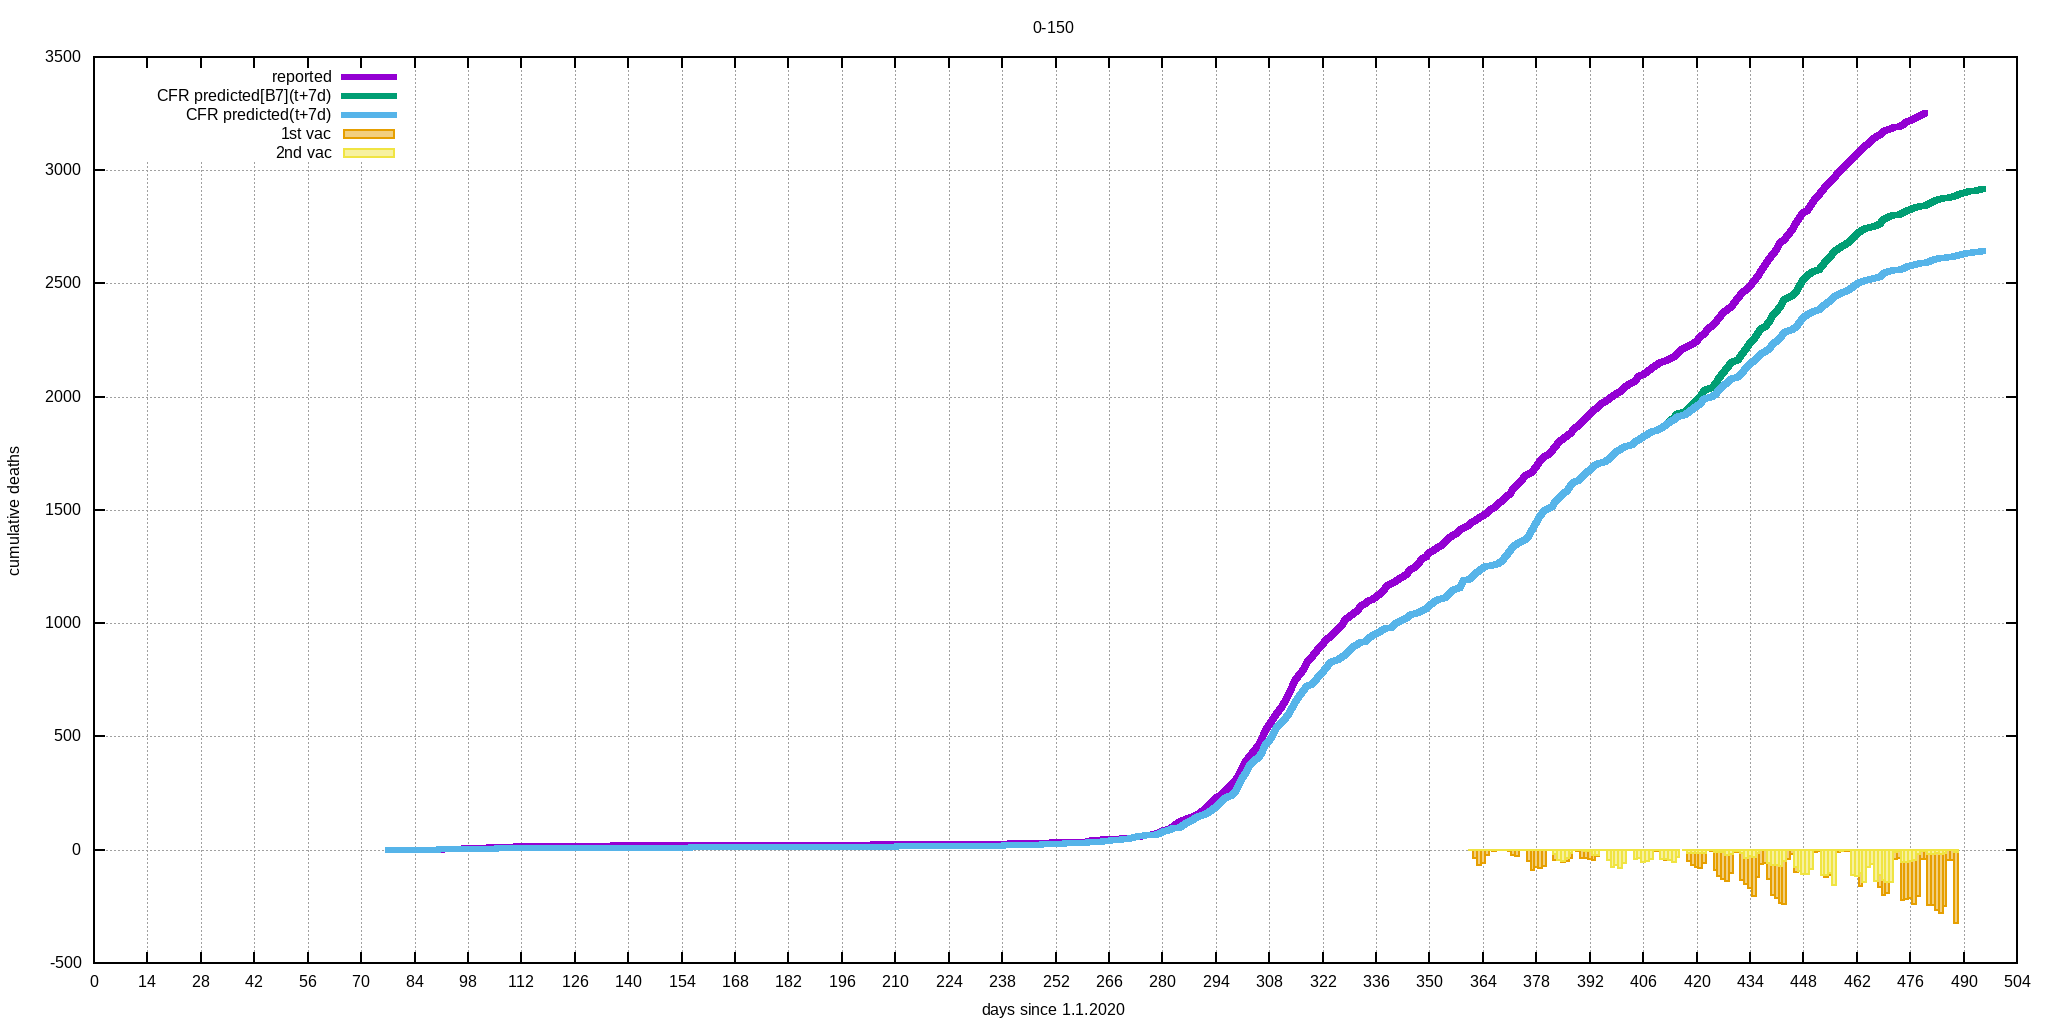 0-150
3500
3000
2500
2000
1500
1000
500
0
-500
cumulative deaths
reported
CFR predicted[B7](t+7d)
CFR predicted(t+7d)
1st vac
2nd vac
0 14 28 42 56 70 84 98 112 126 140 154 168 182 196 210 224 238 252 266 280 294 308 322 336 350 364 378 392 406 420 434 448 462 476 490 504
days since 1.1.2020